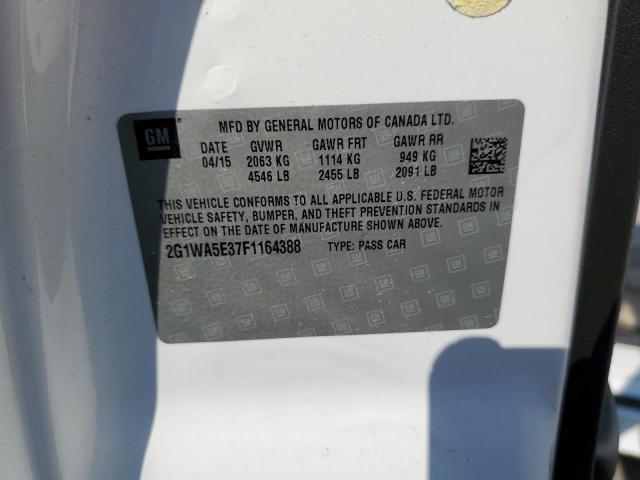 MFD BY GENERAL MOTORS OF CANADA LTD.
GM
DATE GVWR GAWR FRT GAWR RR
04/15 2063 KG 1114 KG 949 KG
4546 LB 2455 LB 2091 LB
THIS VEHICLE CONFORMS TO ALL APPLICABLE U.S. FEDERAL MOTOR
VEHICLE SAFETY, BUMPER, AND THEFT PREVENTION STANDARDS IN
EFFECT ON THE DATE OF MANUFACTURE SHOWN ABOVE.
2G1WA5E37F1164388 TYPE: PASS CAR